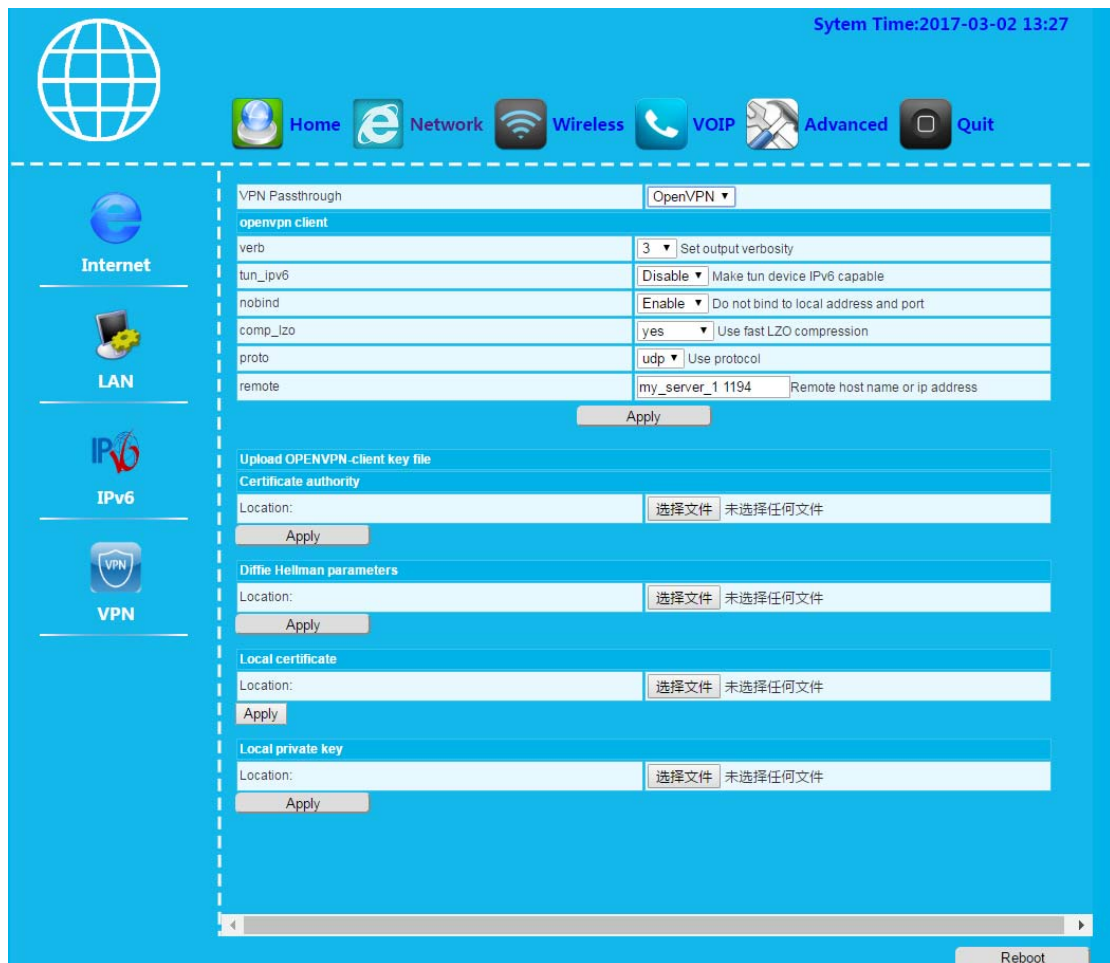 Sytem Time:2017-03-02 13:27
Home Network Wireless VOIP Advanced Quit
Internet
LAN
IPv6
IPv6
VPN
VPN
VPN Passthrough OpenVPN
openvpn client
verb 3 Set output verbosity
tun_ipv6 Disable Make tun device IPv6 capable
nobind Enable Do not bind to local address and port
comp_lzo yes Use fast LZO compression
proto udp Use protocol
remote my_server_1 1194 Remote host name or ip address
Apply
Upload OPENVPN-client key file
Certificate authority
Location: 选择文件 未选择任何文件
Apply
Diffie Hellman parameters
Location: 选择文件 未选择任何文件
Apply
Local certificate
Location: 选择文件 未选择任何文件
Apply
Local private key
Location: 选择文件 未选择任何文件
Apply
Reboot